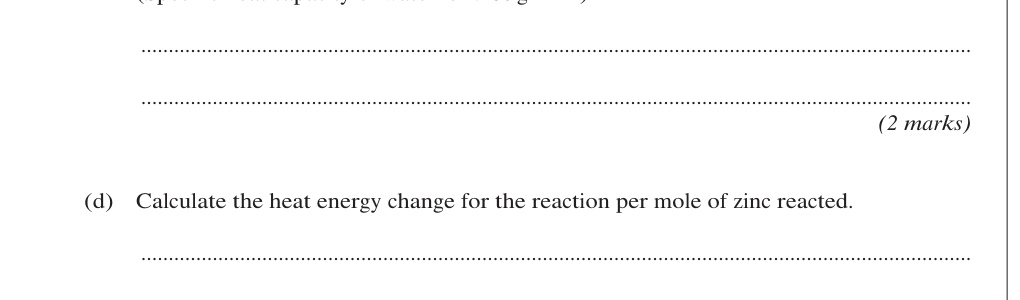 (2 marks)
(d) Calculate the heat energy change for the reaction per mole of zinc reacted.